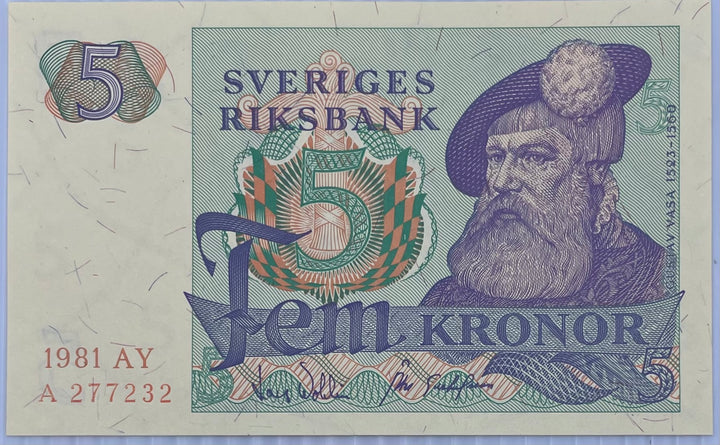 5
SVERIGES
RIKSBANK
5
5
GUSTAV VASA 1523–1560
Fem KRONOR
1981 AY
A 277232
5
5